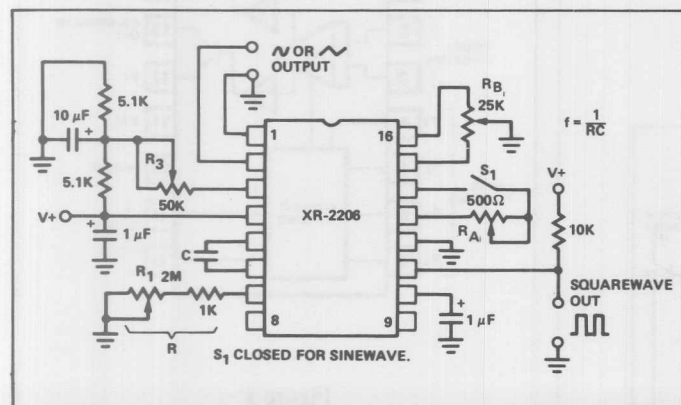 ∿ OR
OUTPUT
5.1K
10 μF
+
R3
5.1K
50K
V+
+
1 μF
C
R1 2M
1K
R
1
16
XR-2206
8
9
RB
25K
f = 1/RC
S1
500Ω
RA
V+
10K
SQUAREWAVE
OUT
+
1 μF
S1 CLOSED FOR SINEWAVE.